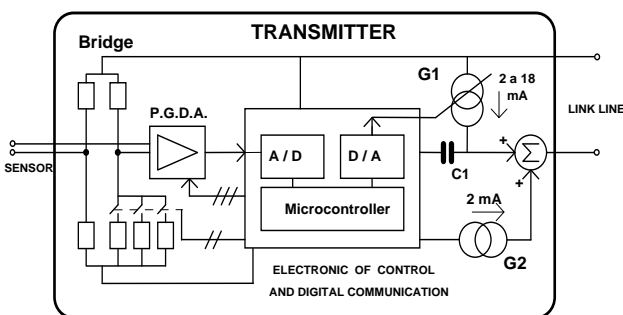 TRANSMITTER
Bridge
G1
2 a 18
mA
P.G.D.A.
LINK LINE
A / D
D / A
+
Σ
SENSOR
C1
+
Microcontroller
2 mA
G2
ELECTRONIC OF CONTROL
AND DIGITAL COMMUNICATION